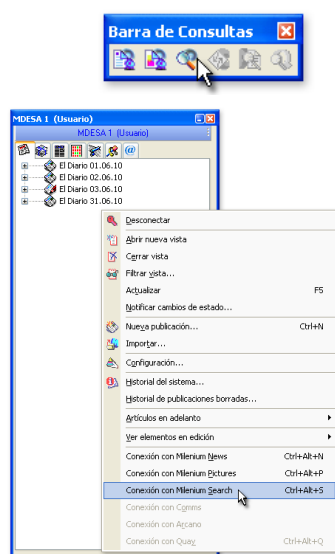 Barra de Consultas
MDESA 1 (Usuario)
MDESA 1 (Usuario)
@
El Diario 01.06.10
El Diario 02.06.10
El Diario 03.06.10
El Diario 31.06.10
Desconectar
Abrir nueva vista
Cerrar vista
Filtrar vista...
Actualizar F5
Notificar cambios de estado...
Nueva publicación... Ctrl+N
Importar...
Configuración...
Historial del sistema...
Historial de publicaciones borradas...
Artículos en adelanto
Ver elementos en edición
Conexión con Milenium News Ctrl+Alt+N
Conexión con Milenium Pictures Ctrl+Alt+P
Conexión con Milenium Search Ctrl+Alt+S
Conexión con Comms
Conexión con Arcano
Conexión con Quay Ctrl+Alt+Q